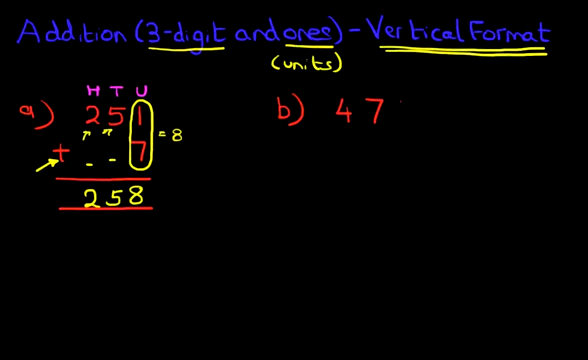 Addition (3-digit and ones) - Vertical Format
(units)
H T U
a) 2 5 1
= 8
+ - - 7
2 5 8
b) 4 7